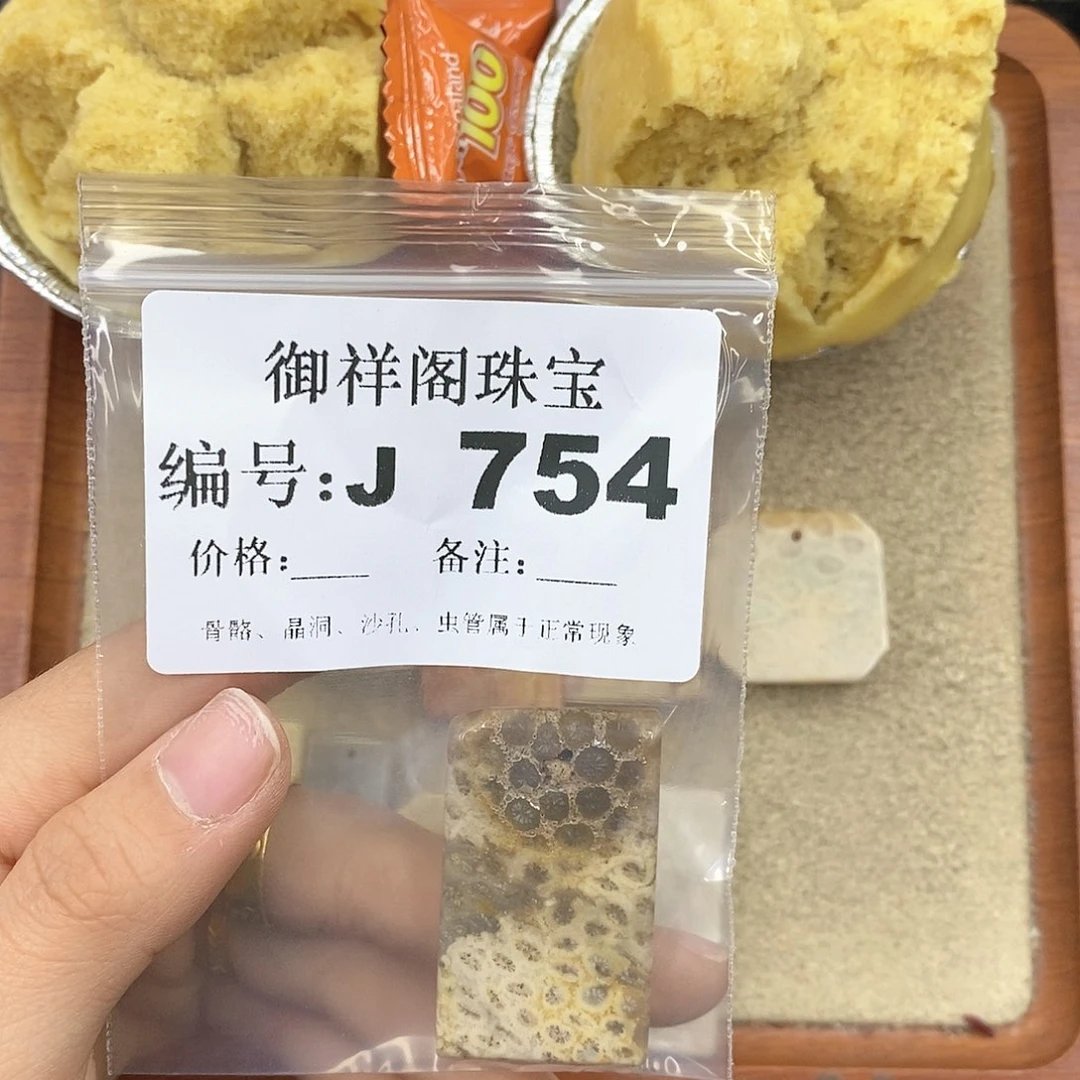 100
御祥阁珠宝
编号:J 754
价格:____ 备注:____
骨骼、晶洞、沙孔、虫管属于正常现象